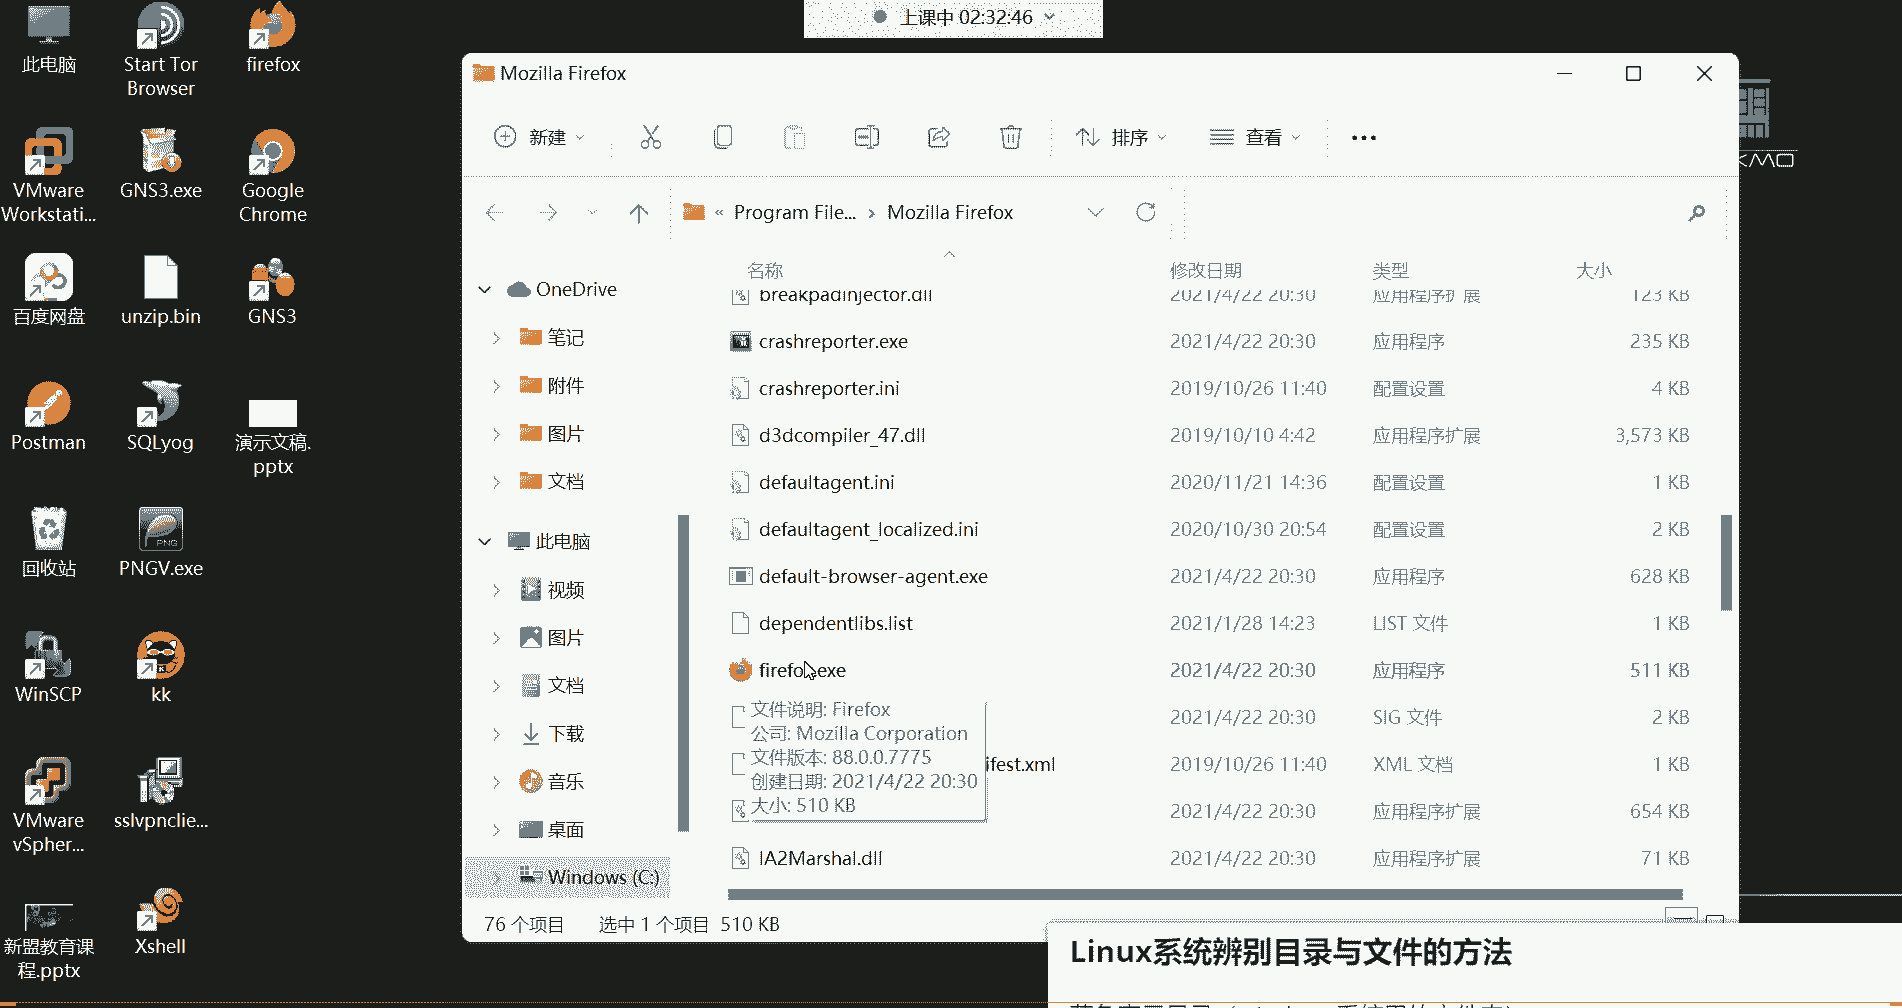 上课中 02:32:46
此电脑
Start Tor
Browser
firefox
VMware
Workstati...
GNS3.exe
Google
Chrome
百度网盘
unzip.bin
GNS3
Postman
SQLyog
演示文稿.
pptx
回收站
PNGV.exe
WinSCP
kk
VMware
vSpher...
sslvpnclie...
新盟教育课
程.pptx
Xshell
Mozilla Firefox
新建
排序
查看
« Program File... › Mozilla Firefox
OneDrive
笔记
附件
图片
文档
此电脑
视频
图片
文档
下载
音乐
桌面
Windows (C:)
名称 修改日期 类型 大小
breakpadinjector.dll 2021/4/22 20:30 应用程序扩展 123 KB
crashreporter.exe 2021/4/22 20:30 应用程序 235 KB
crashreporter.ini 2019/10/26 11:40 配置设置 4 KB
d3dcompiler_47.dll 2019/10/10 4:42 应用程序扩展 3,573 KB
defaultagent.ini 2020/11/21 14:36 配置设置 1 KB
defaultagent_localized.ini 2020/10/30 20:54 配置设置 2 KB
default-browser-agent.exe 2021/4/22 20:30 应用程序 628 KB
dependentlibs.list 2021/1/28 14:23 LIST 文件 1 KB
firefox.exe 2021/4/22 20:30 应用程序 511 KB
2021/4/22 20:30 SIG 文件 2 KB
ifest.xml 2019/10/26 11:40 XML 文档 1 KB
2021/4/22 20:30 应用程序扩展 654 KB
IA2Marshal.dll 2021/4/22 20:30 应用程序扩展 71 KB
文件说明: Firefox
公司: Mozilla Corporation
文件版本: 88.0.0.7775
创建日期: 2021/4/22 20:30
大小: 510 KB
76 个项目 选中 1 个项目 510 KB
Linux系统辨别目录与文件的方法